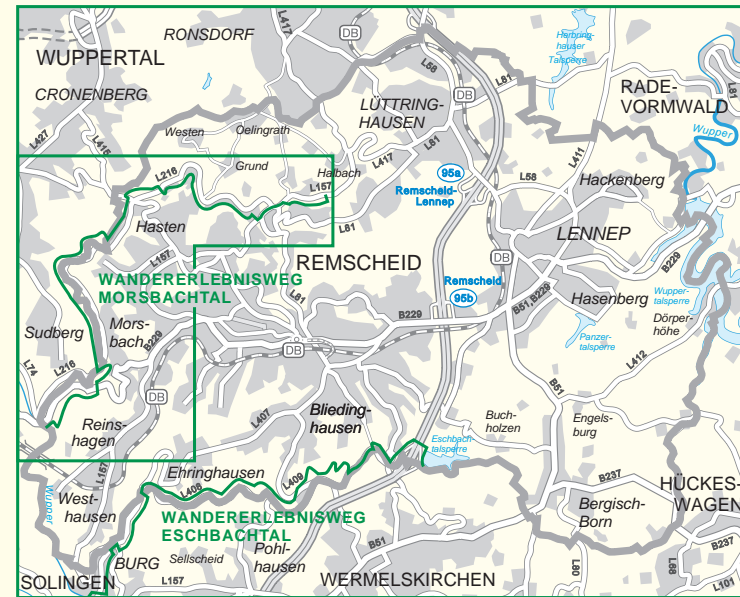 RONSDORF
L417
DB
WUPPERTAL
L58
Herbring-
hauser
Talsperre
L61
RADE-
VORMWALD
L81
CRONENBERG
LÜTTRING-
HAUSEN
DB
L427
L415
Westen
Oelingrath
Grund
Halbach
L417
L81
Wupper
L411
L216
L157
95a
Remscheid-
Lennep
L58
Hackenberg
Hasten
L81
LENNEP
L157
REMSCHEID
DB
B229
WANDERERLEBNISWEG
MORSBACHTAL
L81
Remscheid
95b
B51, B229
Hasenberg
Wupper-
talsperre
Sudberg
Mors-
bach
B229
B229
Dörper-
höhe
Panzer-
talsperre
L74
L216
DB
L412
DB
B51
Reins-
hagen
L407
Blieding-
hausen
Buch-
holzen
Engels-
burg
Eschbach-
talsperre
L157
Ehringhausen
L408
L409
B237
HÜCKES-
WAGEN
Wupper
West-
hausen
WANDERERLEBNISWEG
ESCHBACHTAL
Bergisch-
Born
B51
B237
BURG
Sellscheid
Pohl-
hausen
SOLINGEN
L157
WERMELSKIRCHEN
L80
L68
L101